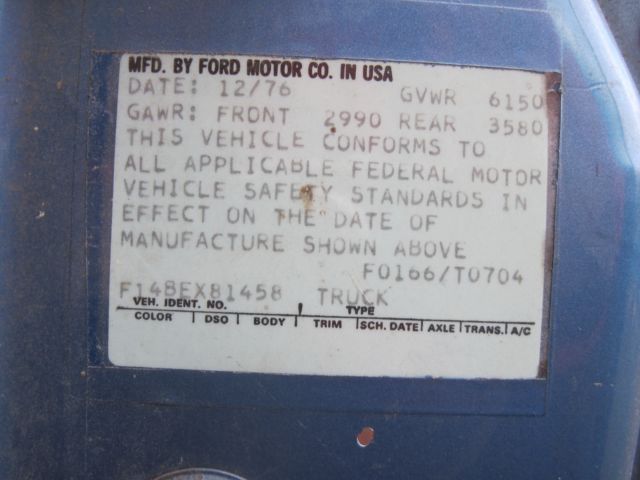 MFD. BY FORD MOTOR CO. IN USA
DATE: 12/76 GVWR 6150
GAWR: FRONT 2990 REAR 3580
THIS VEHICLE CONFORMS TO
ALL APPLICABLE FEDERAL MOTOR
VEHICLE SAFETY STANDARDS IN
EFFECT ON THE DATE OF
MANUFACTURE SHOWN ABOVE
F0166/T0704
F14BEX81458 TRUCK
VEH. IDENT. NO. TYPE
COLOR DSO BODY TRIM SCH. DATE AXLE TRANS. A/C